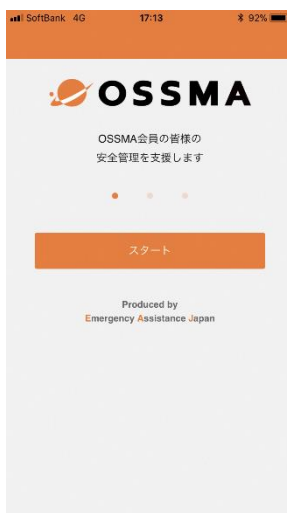 SoftBank 4G 17:13 92%
OSSMA
OSSMA会員の皆様の
安全管理を支援します
スタート
Produced by
Emergency Assistance Japan